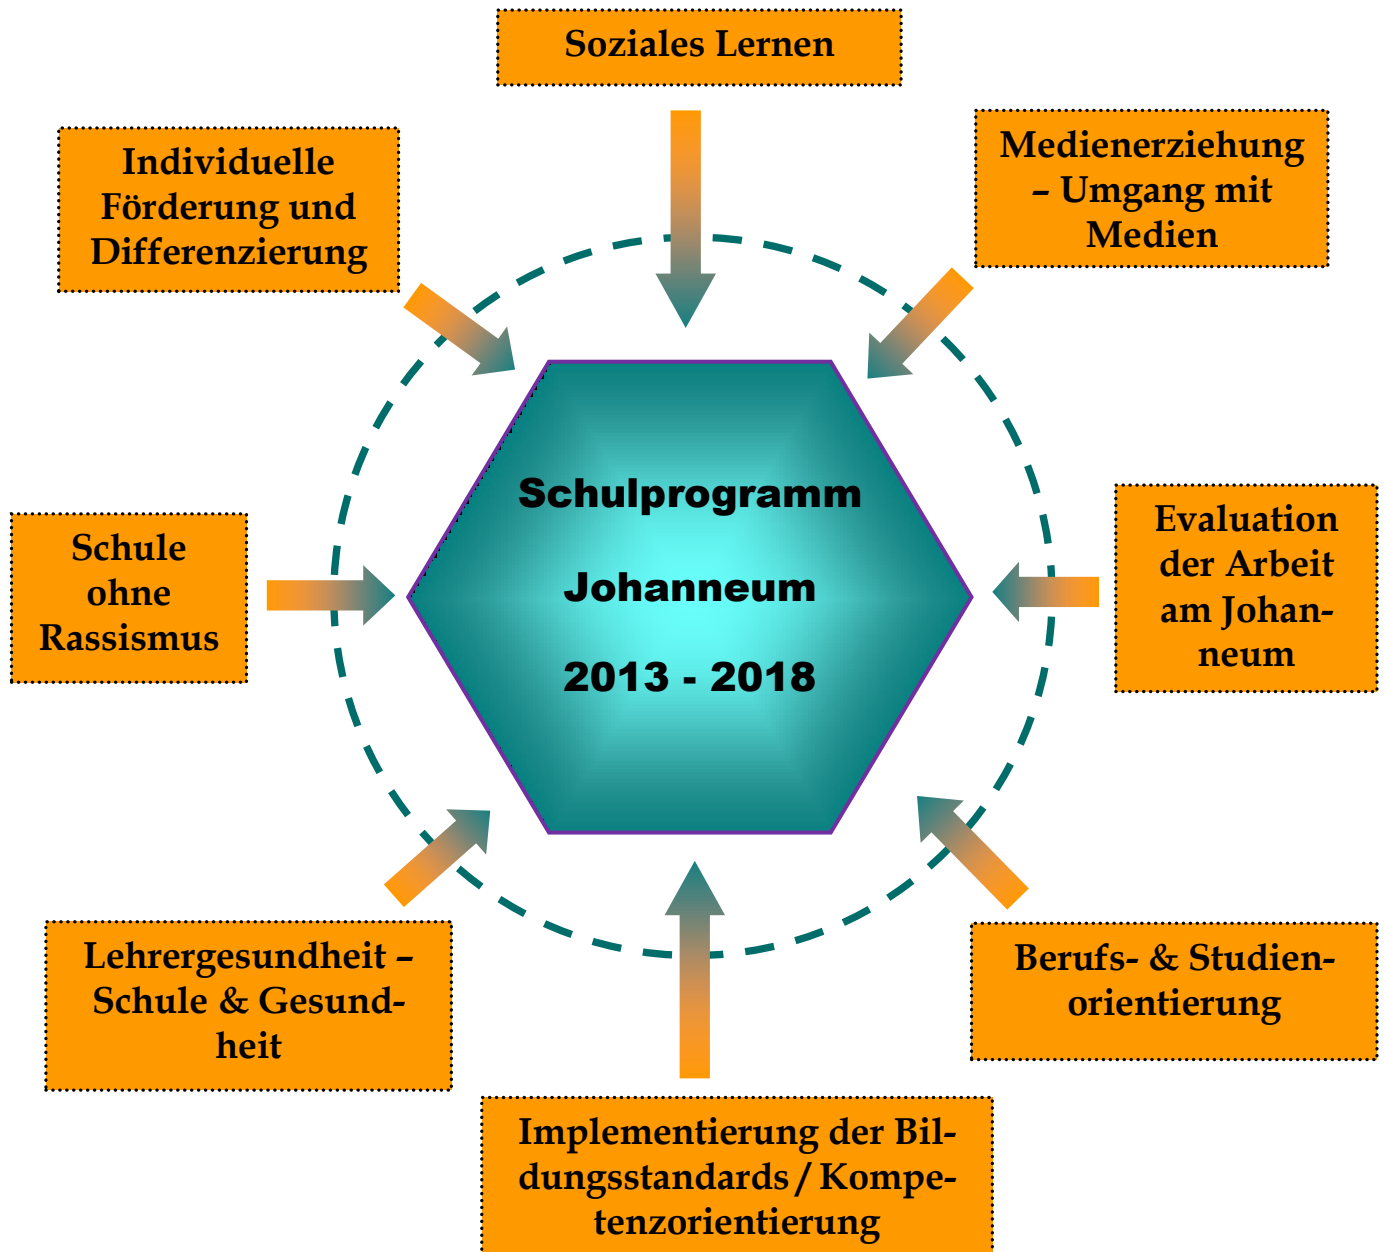 Soziales Lernen
Medienerziehung
– Umgang mit
Medien
Individuelle
Förderung und
Differenzierung
Schulprogramm
Johanneum
2013 - 2018
Evaluation
der Arbeit
am Johan-
neum
Schule
ohne
Rassismus
Lehrergesundheit –
Schule & Gesund-
heit
Berufs- & Studien-
orientierung
Implementierung der Bil-
dungsstandards / Kompe-
tenzorientierung